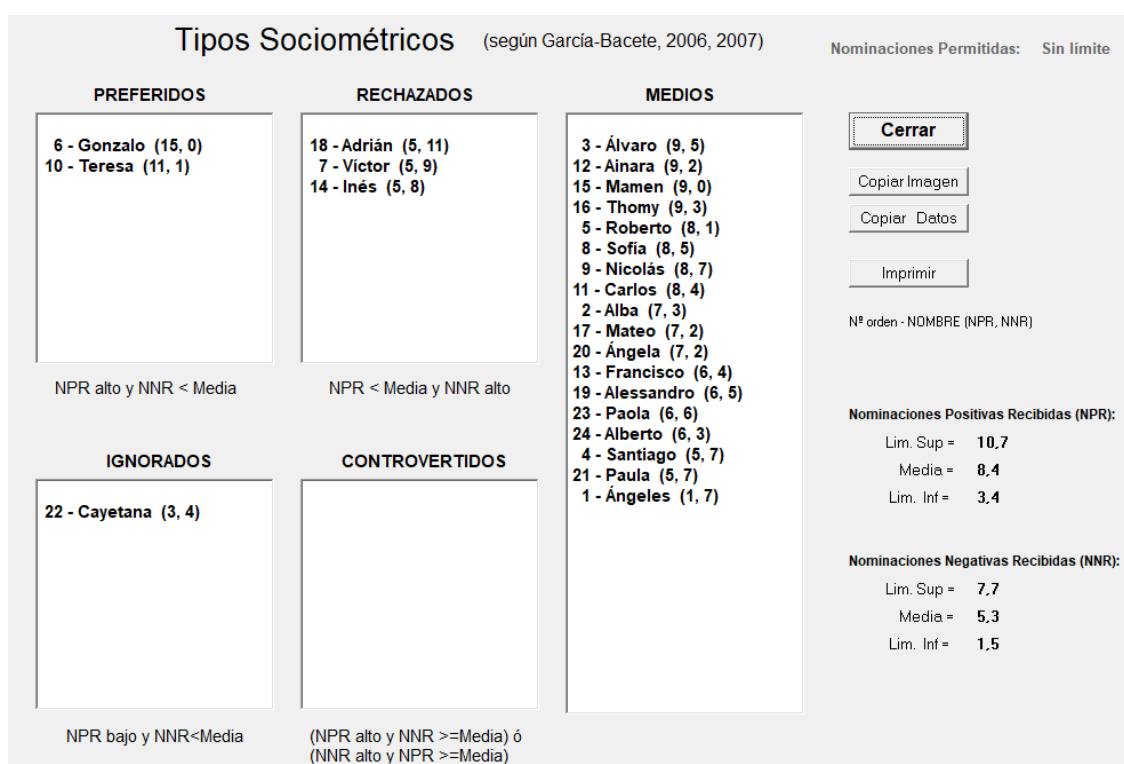 Tipos Sociométricos (según García-Bacete, 2006, 2007)
Nominaciones Permitidas: Sin límite
PREFERIDOS
6 - Gonzalo (15, 0)
10 - Teresa (11, 1)
NPR alto y NNR < Media
RECHAZADOS
18 - Adrián (5, 11)
7 - Víctor (5, 9)
14 - Inés (5, 8)
NPR < Media y NNR alto
IGNORADOS
22 - Cayetana (3, 4)
NPR bajo y NNR<Media
CONTROVERTIDOS
(NPR alto y NNR >=Media) ó
(NNR alto y NPR >=Media)
MEDIOS
3 - Álvaro (9, 5)
12 - Ainara (9, 2)
15 - Mamen (9, 0)
16 - Thomy (9, 3)
5 - Roberto (8, 1)
8 - Sofía (8, 5)
9 - Nicolás (8, 7)
11 - Carlos (8, 4)
2 - Alba (7, 3)
17 - Mateo (7, 2)
20 - Ángela (7, 2)
13 - Francisco (6, 4)
19 - Alessandro (6, 5)
23 - Paola (6, 6)
24 - Alberto (6, 3)
4 - Santiago (5, 7)
21 - Paula (5, 7)
1 - Ángeles (1, 7)
Cerrar
Copiar Imagen
Copiar Datos
Imprimir
Nº orden - NOMBRE (NPR, NNR)
Nominaciones Positivas Recibidas (NPR):
Lim. Sup = 10,7
Media = 8,4
Lim. Inf = 3,4
Nominaciones Negativas Recibidas (NNR):
Lim. Sup = 7,7
Media = 5,3
Lim. Inf = 1,5